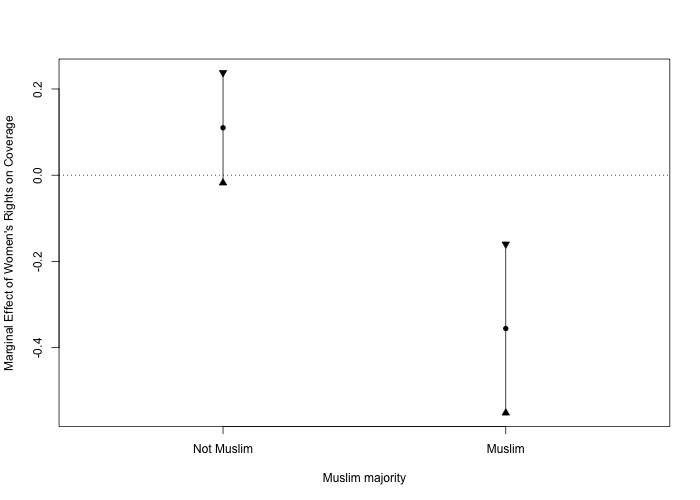 Marginal Effect of Women's Rights on Coverage
0.2
0.0
-0.2
-0.4
Not Muslim
Muslim
Muslim majority